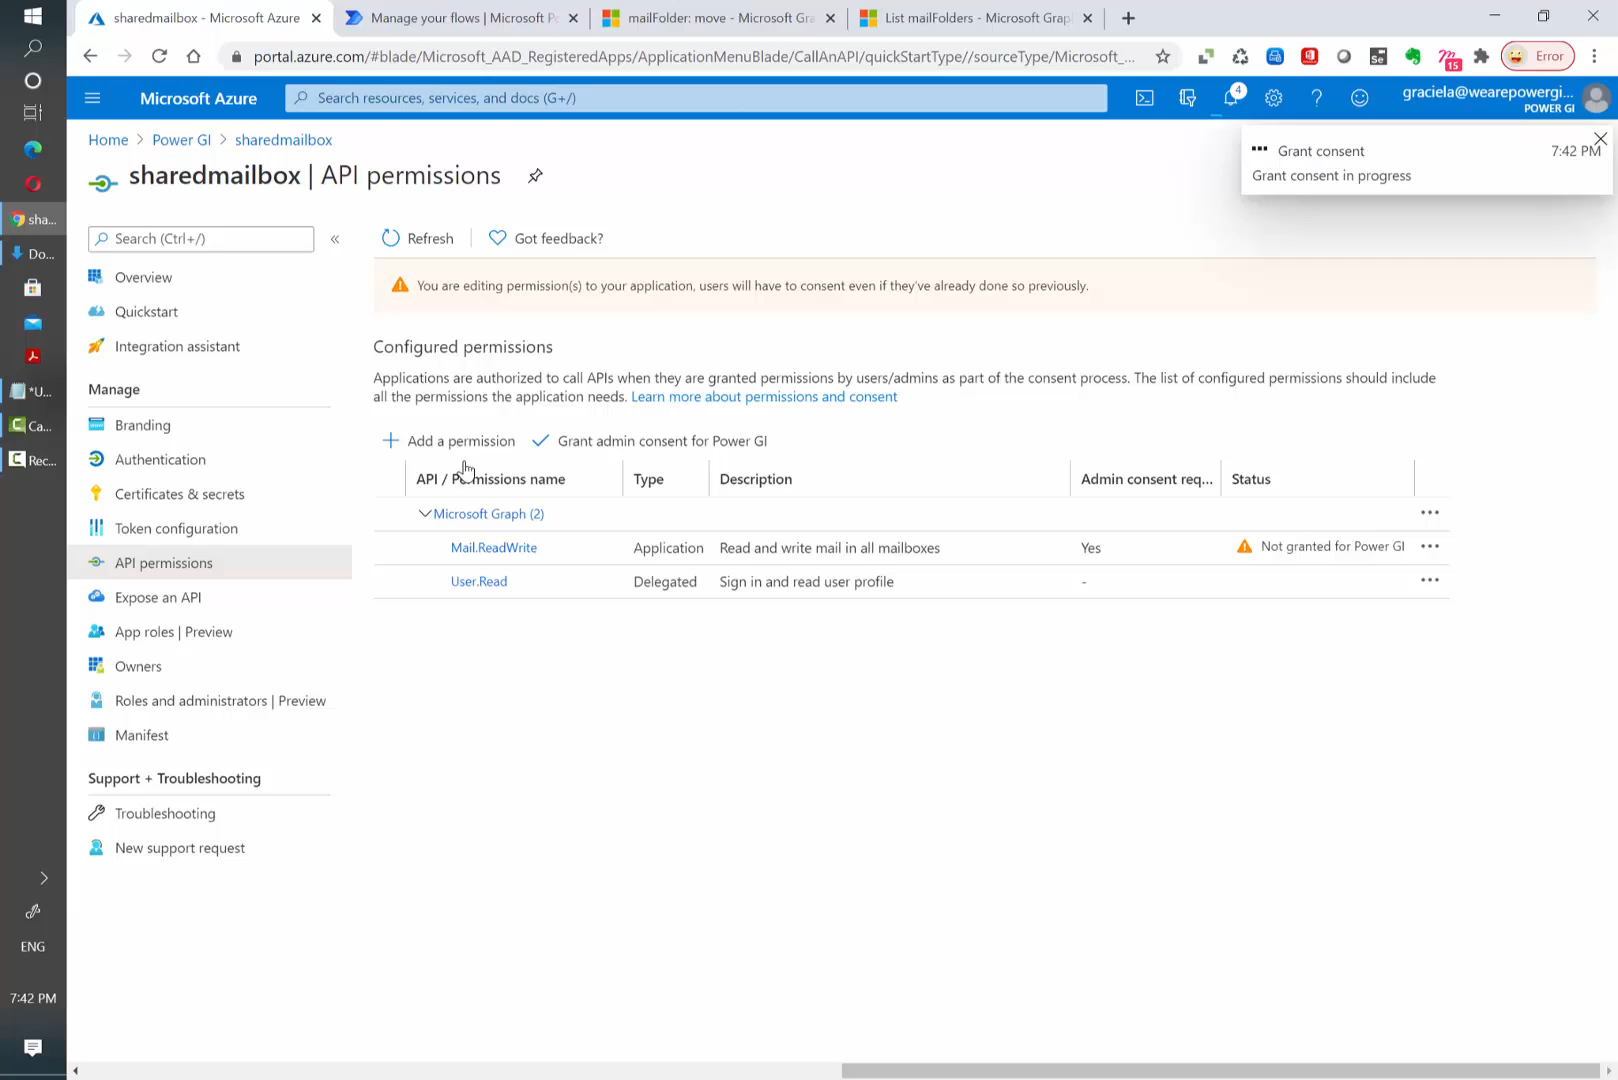 sharedmailbox - Microsoft Azure
Manage your flows | Microsoft Po
mailFolder: move - Microsoft Gra
List mailFolders - Microsoft Grap
portal.azure.com/#blade/Microsoft_AAD_RegisteredApps/ApplicationMenuBlade/CallAnAPI/quickStartType//sourceType/Microsoft_...
15
Error
Microsoft Azure
Search resources, services, and docs (G+/)
4
graciela@wearepowergi...
POWER GI
Home > Power GI > sharedmailbox
Grant consent
7:42 PM
Grant consent in progress
sharedmailbox | API permissions
Search (Ctrl+/)
«
Refresh
Got feedback?
You are editing permission(s) to your application, users will have to consent even if they've already done so previously.
Overview
Quickstart
Integration assistant
Manage
Branding
Authentication
Certificates & secrets
Token configuration
API permissions
Expose an API
App roles | Preview
Owners
Roles and administrators | Preview
Manifest
Support + Troubleshooting
Troubleshooting
New support request
Configured permissions
Applications are authorized to call APIs when they are granted permissions by users/admins as part of the consent process. The list of configured permissions should include
all the permissions the application needs. Learn more about permissions and consent
Add a permission
Grant admin consent for Power GI
API / Permissions name
Type
Description
Admin consent req...
Status
Microsoft Graph (2)
Mail.ReadWrite
Application
Read and write mail in all mailboxes
Yes
Not granted for Power GI
User.Read
Delegated
Sign in and read user profile
-
sha...
Do...
*U...
Ca...
Rec...
ENG
7:42 PM